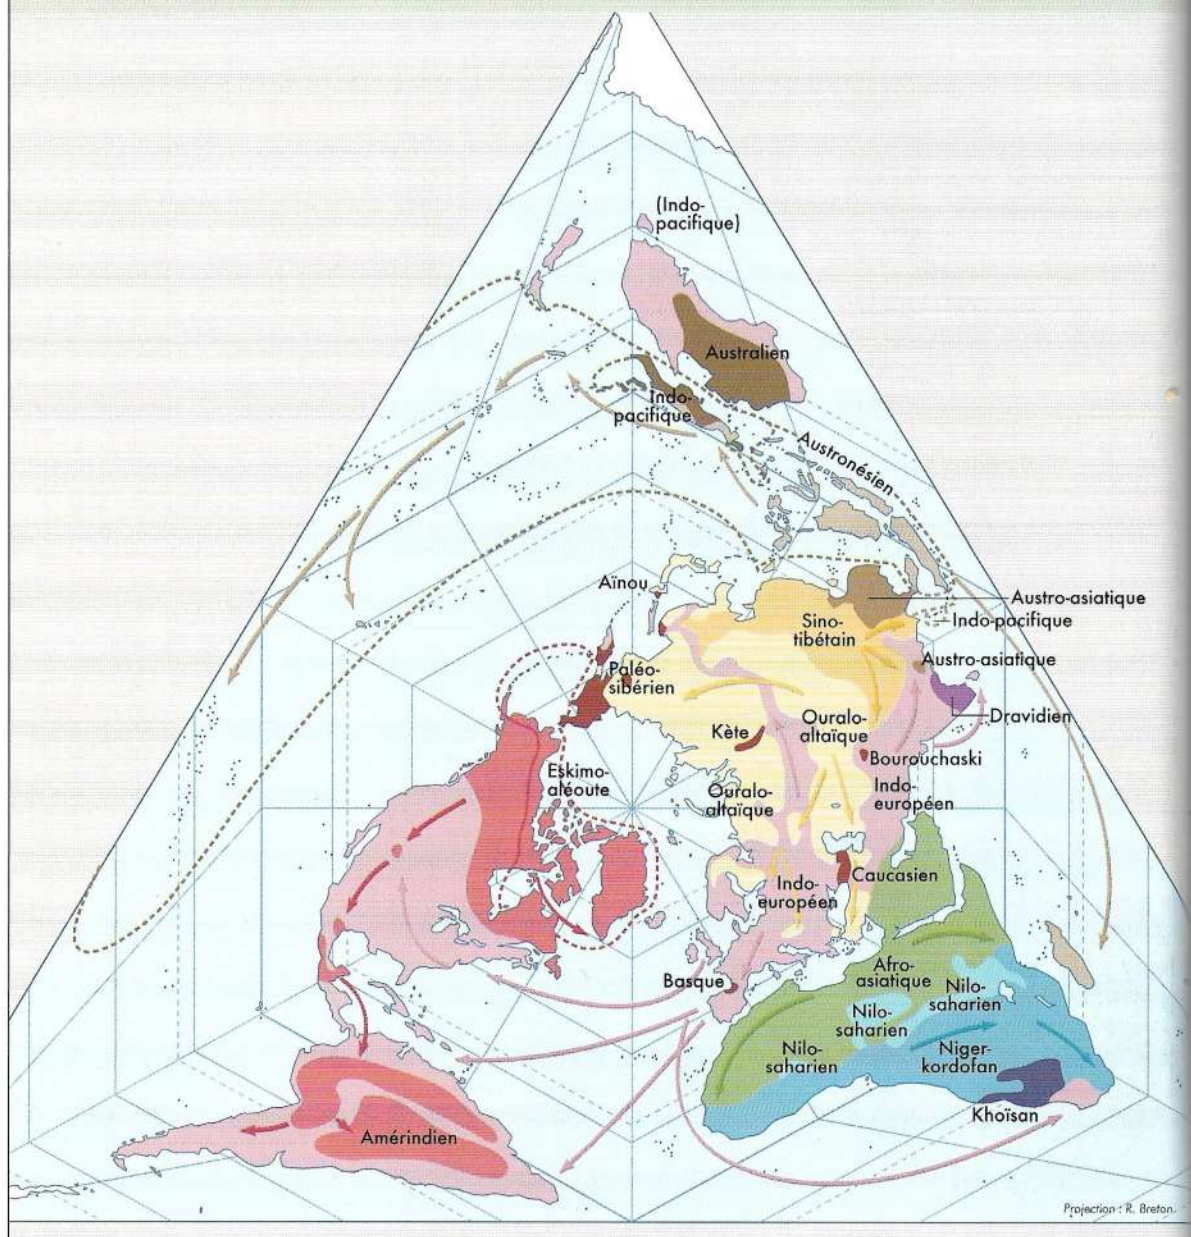 (Indo-
pacifique)
Australien
Indo-
pacifique
Austronésien
Aïnou
Austro-asiatique
Sino-
tibétain
Indo-pacifique
Austro-asiatique
Paléo-
sibérien
Dravidien
Ouralo-
altaïque
Kète
Bourouchaski
Eskimo-
aléoute
Ouralo-
altaïque
Indo-
européen
Indo-
européen
Caucasien
Basque
Afro-
asiatique
Nilo-
saharien
Nilo-
saharien
Nilo-
saharien
Niger-
kordofan
Khoïsan
Amérindien
Projection : R. Breton.